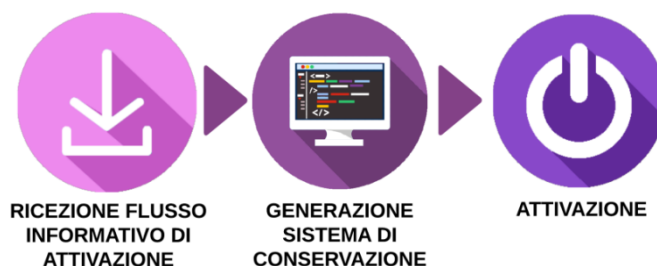 RICEZIONE FLUSSO
INFORMATIVO DI
ATTIVAZIONE
GENERAZIONE
SISTEMA DI
CONSERVAZIONE
ATTIVAZIONE